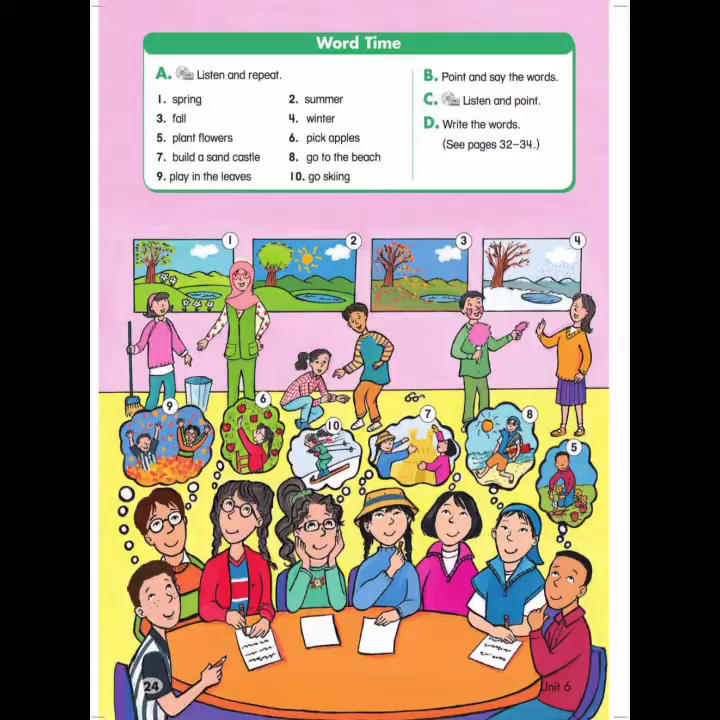 Word Time
A. Listen and repeat.
1. spring
2. summer
3. fall
4. winter
5. plant flowers
6. pick apples
7. build a sand castle
8. go to the beach
9. play in the leaves
10. go skiing
B. Point and say the words.
C. Listen and point.
D. Write the words.
(See pages 32–34.)
1
2
3
4
9
6
10
7
8
5
24
Unit 6